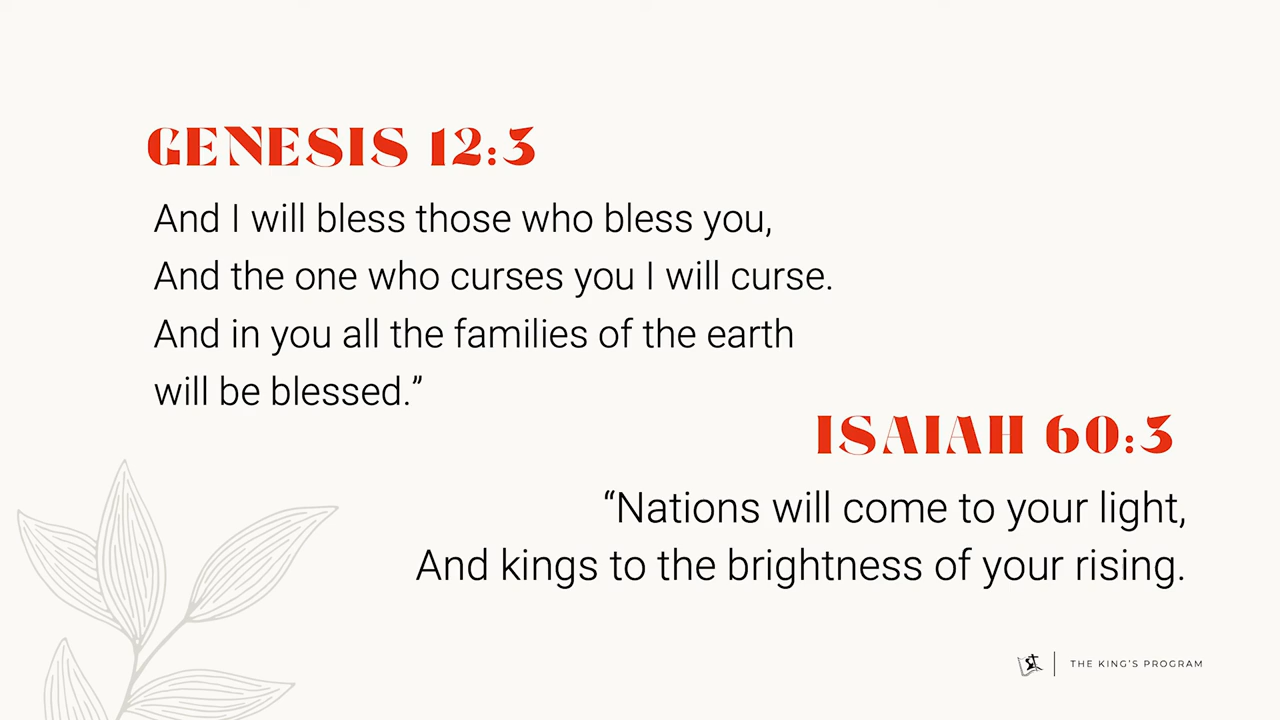 GENESIS 12:3
And I will bless those who bless you,
And the one who curses you I will curse.
And in you all the families of the earth
will be blessed.”
ISAIAH 60:3
“Nations will come to your light,
And kings to the brightness of your rising.
THE KING'S PROGRAM